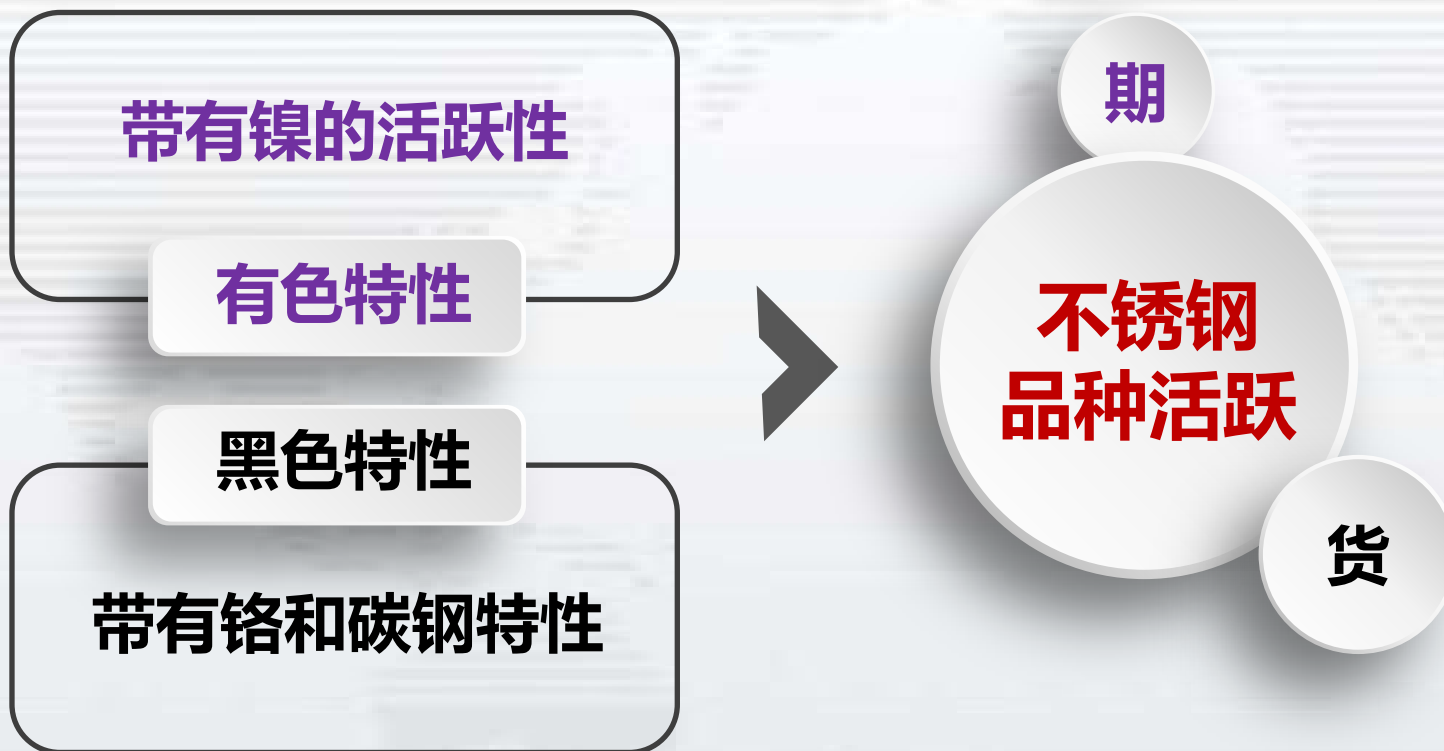 带有镍的活跃性
有色特性
黑色特性
带有铬和碳钢特性
期
不锈钢
品种活跃
货